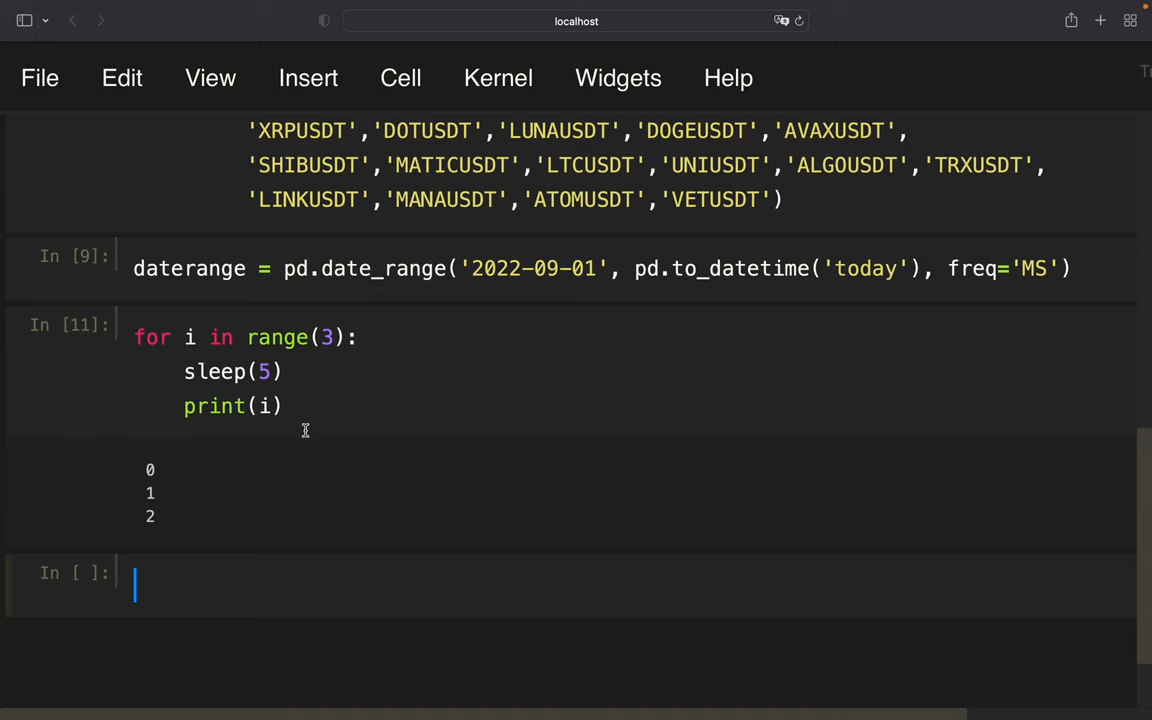 localhost
File Edit View Insert Cell Kernel Widgets Help
'XRPUSDT','DOTUSDT','LUNAUSDT','DOGEUSDT','AVAXUSDT',
'SHIBUSDT','MATICUSDT','LTCUSDT','UNIUSDT','ALGOUSDT','TRXUSDT',
'LINKUSDT','MANAUSDT','ATOMUSDT','VETUSDT')
In [9]: daterange = pd.date_range('2022-09-01', pd.to_datetime('today'), freq='MS')
In [11]: for i in range(3):
sleep(5)
print(i)
0
1
2
In [ ]: